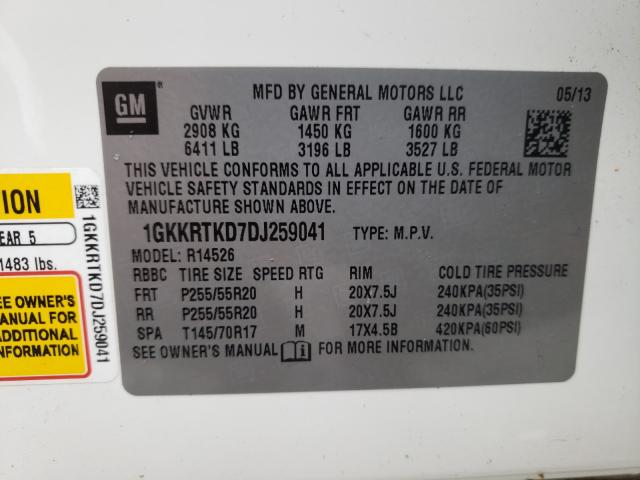 GM
MFD BY GENERAL MOTORS LLC 05/13
GVWR GAWR FRT GAWR RR
2908 KG 1450 KG 1600 KG
6411 LB 3196 LB 3527 LB
THIS VEHICLE CONFORMS TO ALL APPLICABLE U.S. FEDERAL MOTOR
VEHICLE SAFETY STANDARDS IN EFFECT ON THE DATE OF
MANUFACTURE SHOWN ABOVE.
1GKKRTKD7DJ259041 TYPE: M.P.V.
MODEL: R14526
RBBC TIRE SIZE SPEED RTG RIM COLD TIRE PRESSURE
FRT P255/55R20 H 20X7.5J 240KPA(35PSI)
RR P255/55R20 H 20X7.5J 240KPA(35PSI)
SPA T145/70R17 M 17X4.5B 420KPA(60PSI)
SEE OWNER'S MANUAL i FOR MORE INFORMATION.
ION
EAR 5
1483 lbs.
EE OWNER'S
MANUAL FOR
ADDITIONAL
INFORMATION
1GKKRTKD7DJ259041